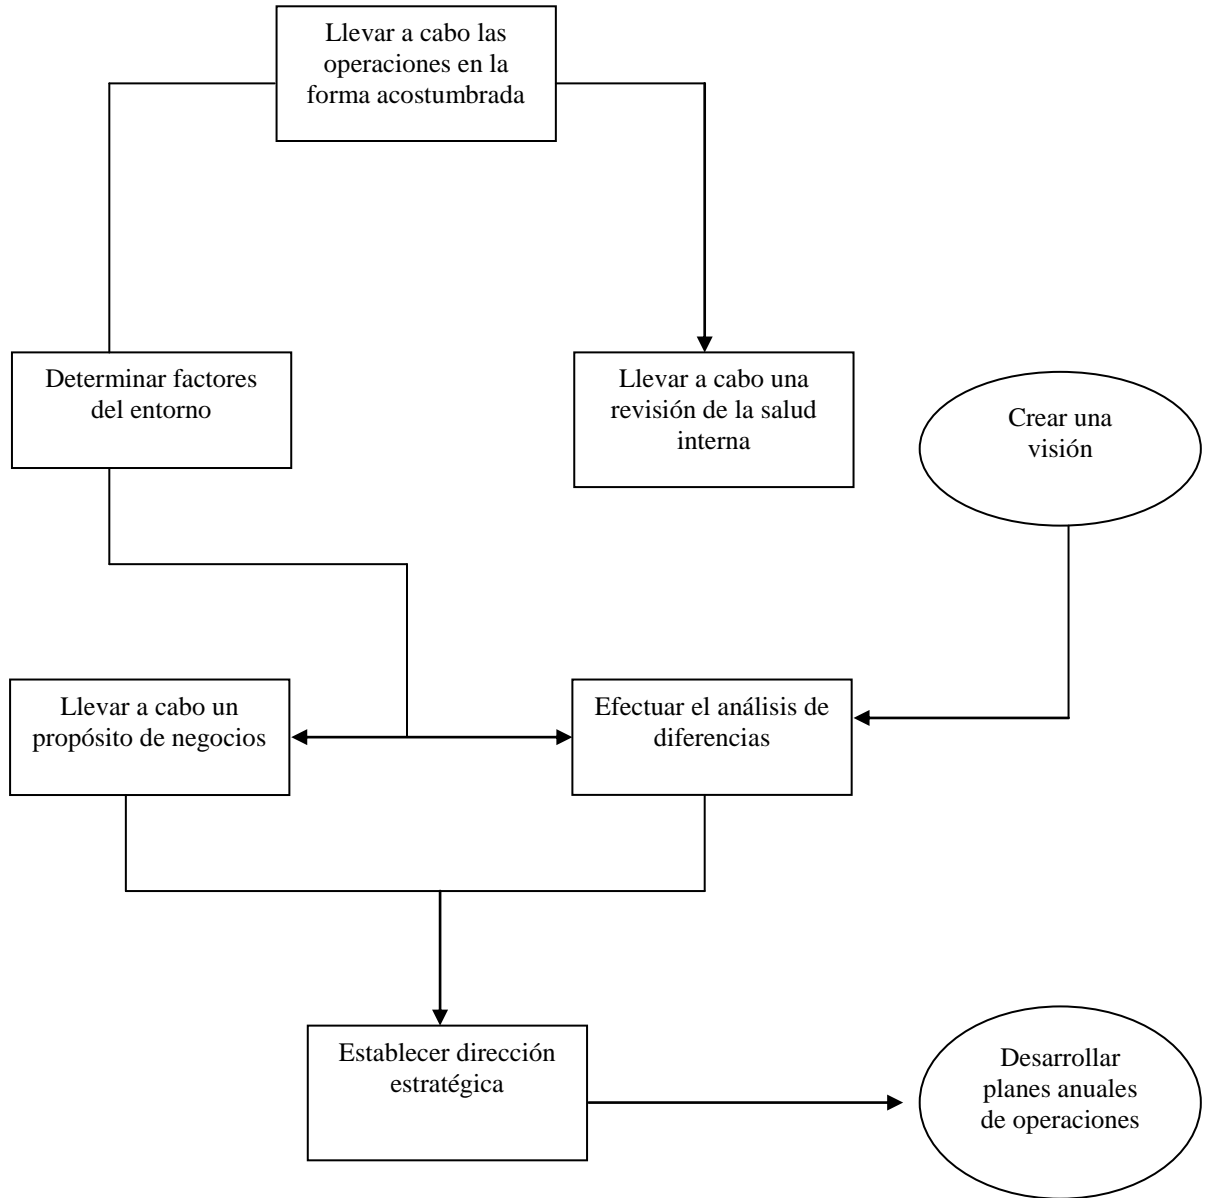 Llevar a cabo las
operaciones en la
forma acostumbrada
Determinar factores
del entorno
Llevar a cabo una
revisión de la salud
interna
Crear una
visión
Llevar a cabo un
propósito de negocios
Efectuar el análisis de
diferencias
Establecer dirección
estratégica
Desarrollar
planes anuales
de operaciones